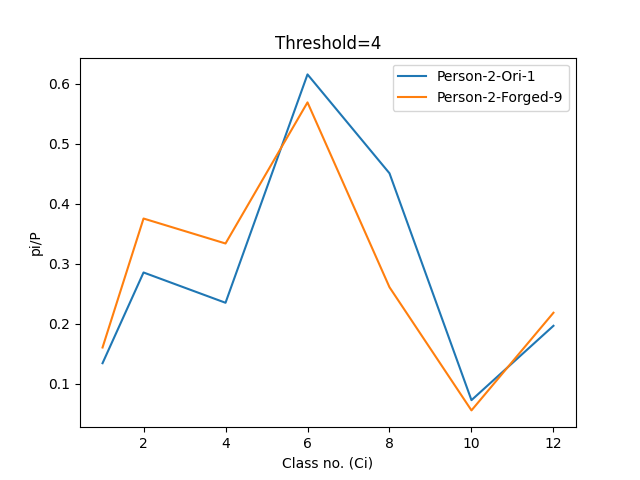 Threshold=4
Person-2-Ori-1
Person-2-Forged-9
pi/P
0.6
0.5
0.4
0.3
0.2
0.1
2 4 6 8 10 12
Class no. (Ci)